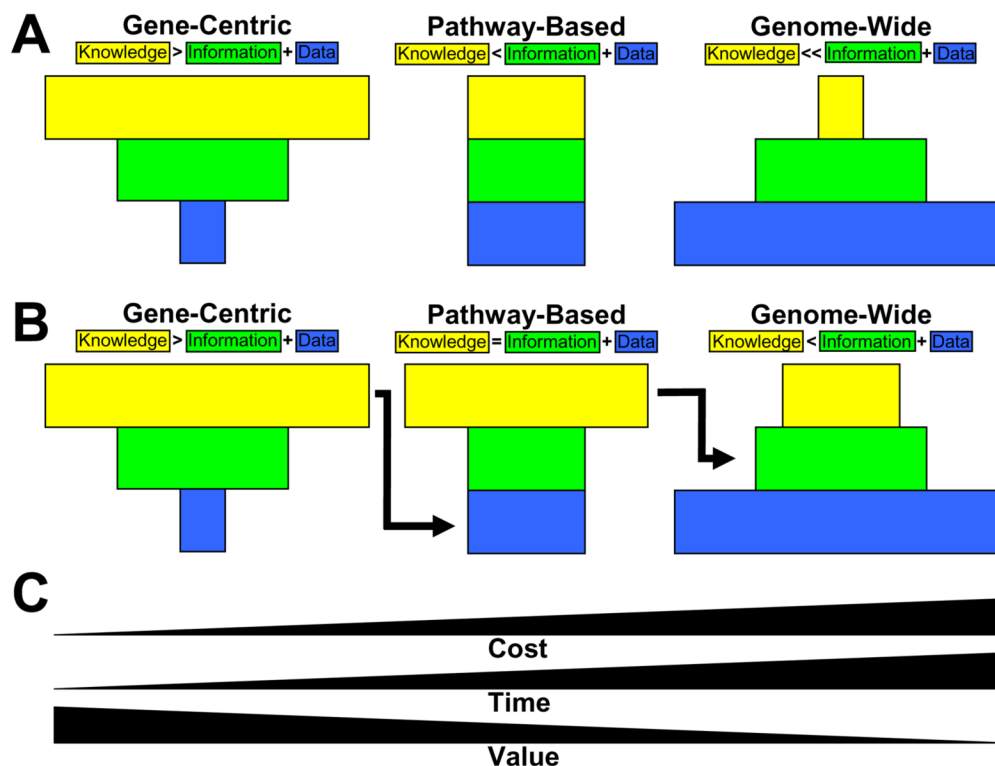 A
Gene-Centric
Knowledge > Information + Data
Pathway-Based
Knowledge < Information + Data
Genome-Wide
Knowledge << Information + Data
B
Gene-Centric
Knowledge > Information + Data
Pathway-Based
Knowledge = Information + Data
Genome-Wide
Knowledge < Information + Data
C
Cost
Time
Value